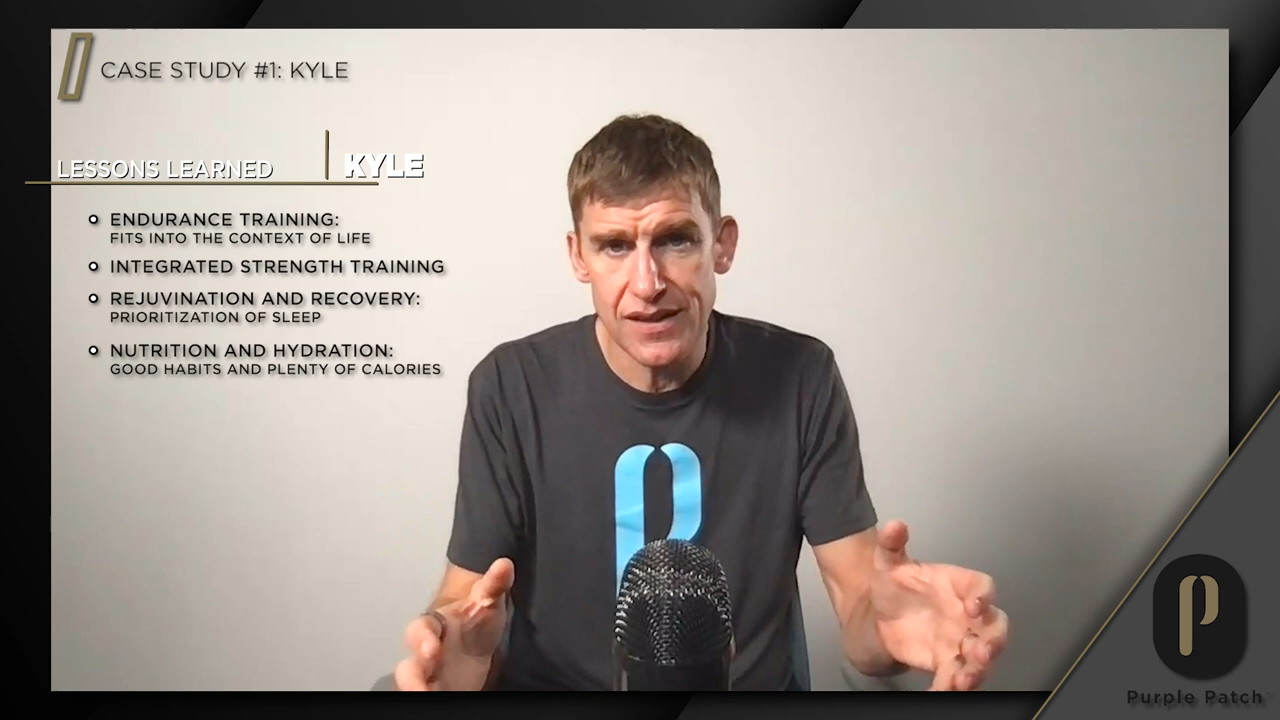 CASE STUDY #1: KYLE
LESSONS LEARNED
KYLE
ENDURANCE TRAINING:
FITS INTO THE CONTEXT OF LIFE
INTEGRATED STRENGTH TRAINING
REJUVINATION AND RECOVERY:
PRIORITIZATION OF SLEEP
NUTRITION AND HYDRATION:
GOOD HABITS AND PLENTY OF CALORIES
Purple Patch